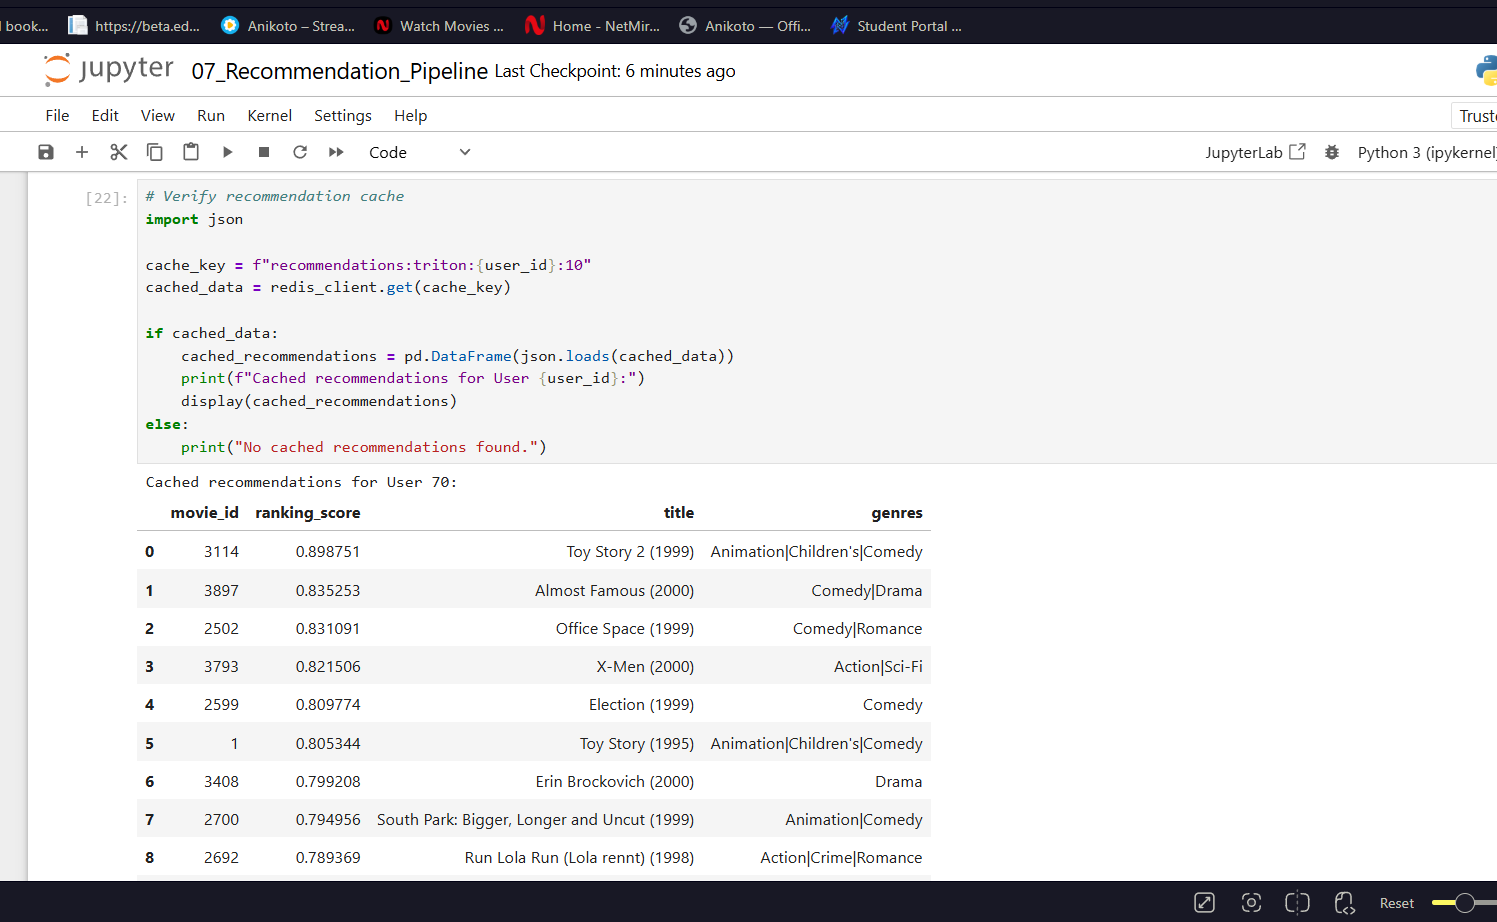 l book...
https://beta.ed...
Anikoto – Strea...
Watch Movies ...
Home - NetMir...
Anikoto — Offi...
Student Portal ...
jupyter 07_Recommendation_Pipeline Last Checkpoint: 6 minutes ago
File Edit View Run Kernel Settings Help
Code
JupyterLab
Python 3 (ipykernel)
[22]:
# Verify recommendation cache
import json
cache_key = f"recommendations:triton:{user_id}:10"
cached_data = redis_client.get(cache_key)
if cached_data:
    cached_recommendations = pd.DataFrame(json.loads(cached_data))
    print(f"Cached recommendations for User {user_id}:")
    display(cached_recommendations)
else:
    print("No cached recommendations found.")
Cached recommendations for User 70:
movie_id ranking_score title genres
0 3114 0.898751 Toy Story 2 (1999) Animation|Children's|Comedy
1 3897 0.835253 Almost Famous (2000) Comedy|Drama
2 2502 0.831091 Office Space (1999) Comedy|Romance
3 3793 0.821506 X-Men (2000) Action|Sci-Fi
4 2599 0.809774 Election (1999) Comedy
5 1 0.805344 Toy Story (1995) Animation|Children's|Comedy
6 3408 0.799208 Erin Brockovich (2000) Drama
7 2700 0.794956 South Park: Bigger, Longer and Uncut (1999) Animation|Comedy
8 2692 0.789369 Run Lola Run (Lola rennt) (1998) Action|Crime|Romance
Reset